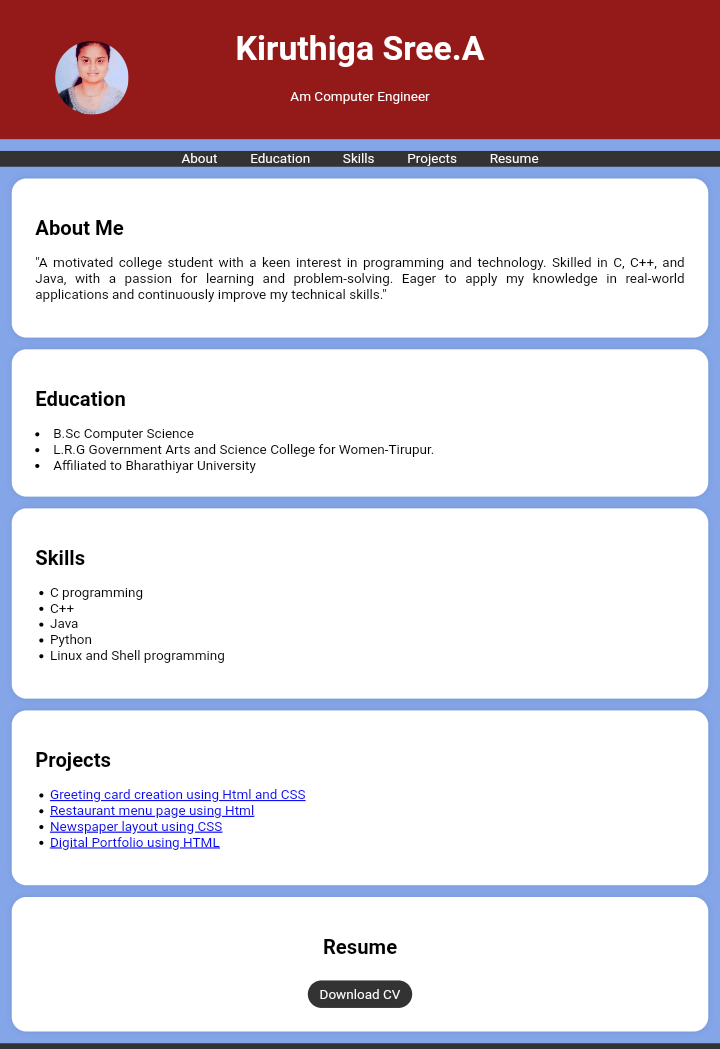 Kiruthiga Sree.A
Am Computer Engineer
About Education Skills Projects Resume
About Me
"A motivated college student with a keen interest in programming and technology. Skilled in C, C++, and
Java, with a passion for learning and problem-solving. Eager to apply my knowledge in real-world
applications and continuously improve my technical skills."
Education
• B.Sc Computer Science
• L.R.G Government Arts and Science College for Women-Tirupur.
• Affiliated to Bharathiyar University
Skills
• C programming
• C++
• Java
• Python
• Linux and Shell programming
Projects
• Greeting card creation using Html and CSS
• Restaurant menu page using Html
• Newspaper layout using CSS
• Digital Portfolio using HTML
Resume
Download CV